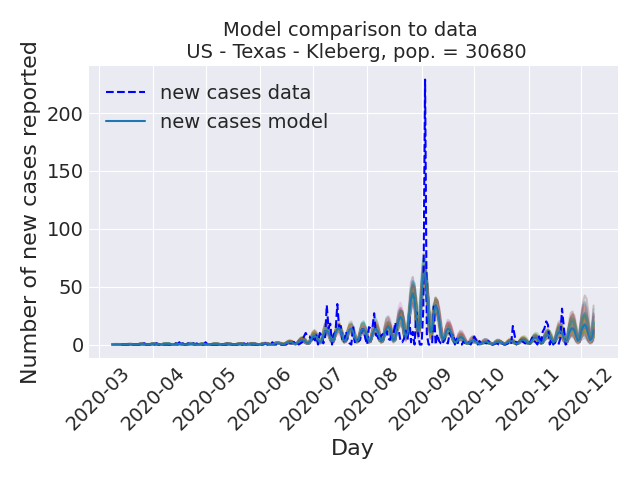 Model comparison to data
US - Texas - Kleberg, pop. = 30680
Number of new cases reported
new cases data
new cases model
200
150
100
50
0
2020-03
2020-04
2020-05
2020-06
2020-07
2020-08
2020-09
2020-10
2020-11
2020-12
Day